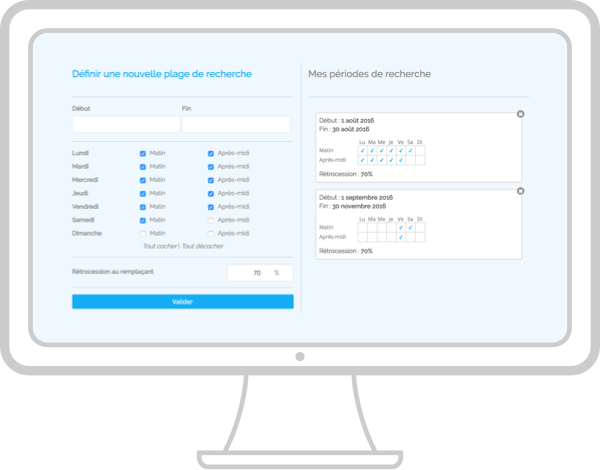 Définir une nouvelle plage de recherche
Début Fin
Lundi Matin Après-midi
Mardi Matin Après-midi
Mercredi Matin Après-midi
Jeudi Matin Après-midi
Vendredi Matin Après-midi
Samedi Matin Après-midi
Dimanche Matin Après-midi
Tout cocher | Tout décocher
Rétrocession au remplaçant 70 %
Valider
Mes périodes de recherche
Début : 1 août 2016
Fin : 30 août 2016
Lu Ma Me Je Ve Sa Di
Matin
Après-midi
Rétrocession : 70%
Début : 1 septembre 2016
Fin : 30 novembre 2016
Lu Ma Me Je Ve Sa Di
Matin
Après-midi
Rétrocession : 70%